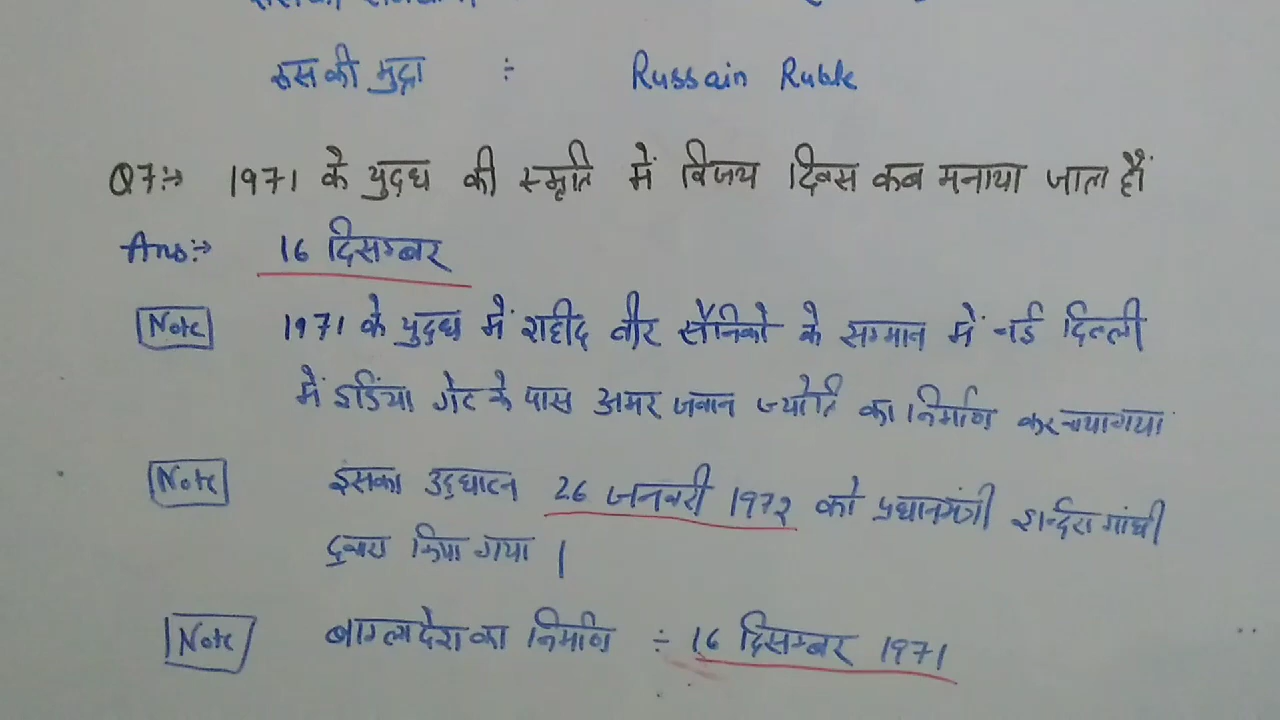 रूस की मुद्रा ÷ Russain Ruble
Q7:→ 1971 के युद्ध की स्मृति में विजय दिवस कब मनाया जाता हैं
Ans:→ 16 दिसम्बर
Note 1971 के युद्ध में शहीद वीर सैनिको के सम्मान में नई दिल्ली
में इडिंया गेट के पास अमर जवान ज्योति का निर्माण करवाया गया
Note इसका उद्घाटन 26 जनवरी 1972 को प्रधानमंत्री इन्दिरा गांधी
द्वारा किया गया |
Note बाग्लादेश का निर्माण ÷ 16 दिसम्बर 1971